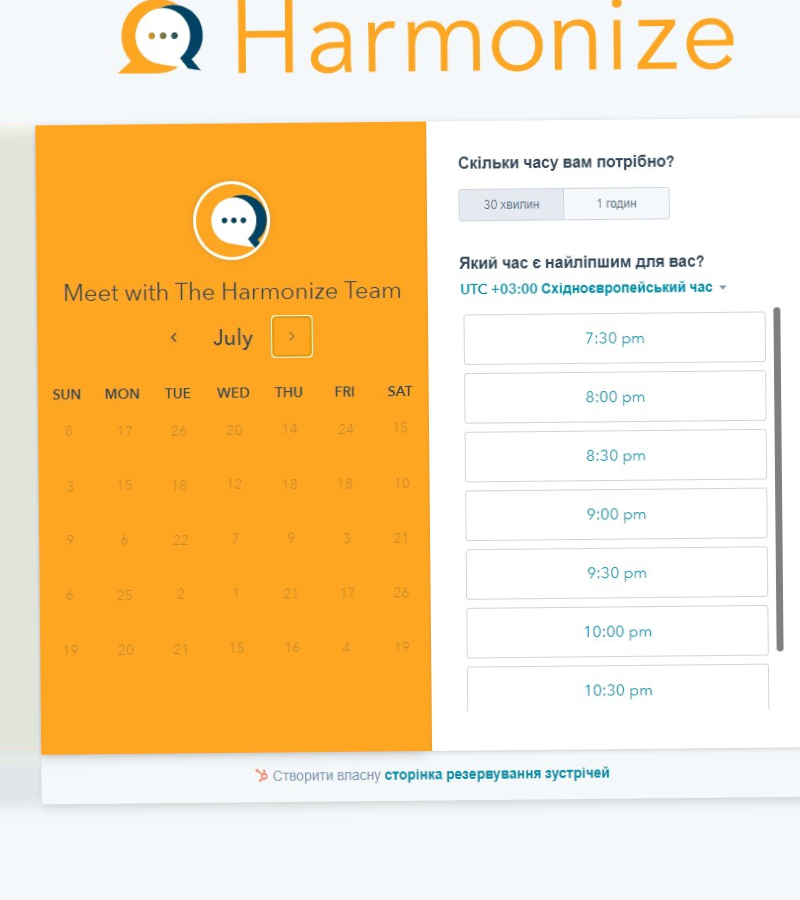 Harmonize
Meet with The Harmonize Team
July
SUN MON TUE WED THU FRI SAT
8 17 26 20 14 24 15
3 15 18 12 18 18 10
9 6 22 7 9 3 21
6 25 2 1 21 17 26
19 20 21 15 16 4 19
Скільки часу вам потрібно?
30 хвилин 1 годин
Який час є найліпшим для вас?
UTC +03:00 Східноєвропейський час
7:30 pm
8:00 pm
8:30 pm
9:00 pm
9:30 pm
10:00 pm
10:30 pm
Створити власну сторінка резервування зустрічей